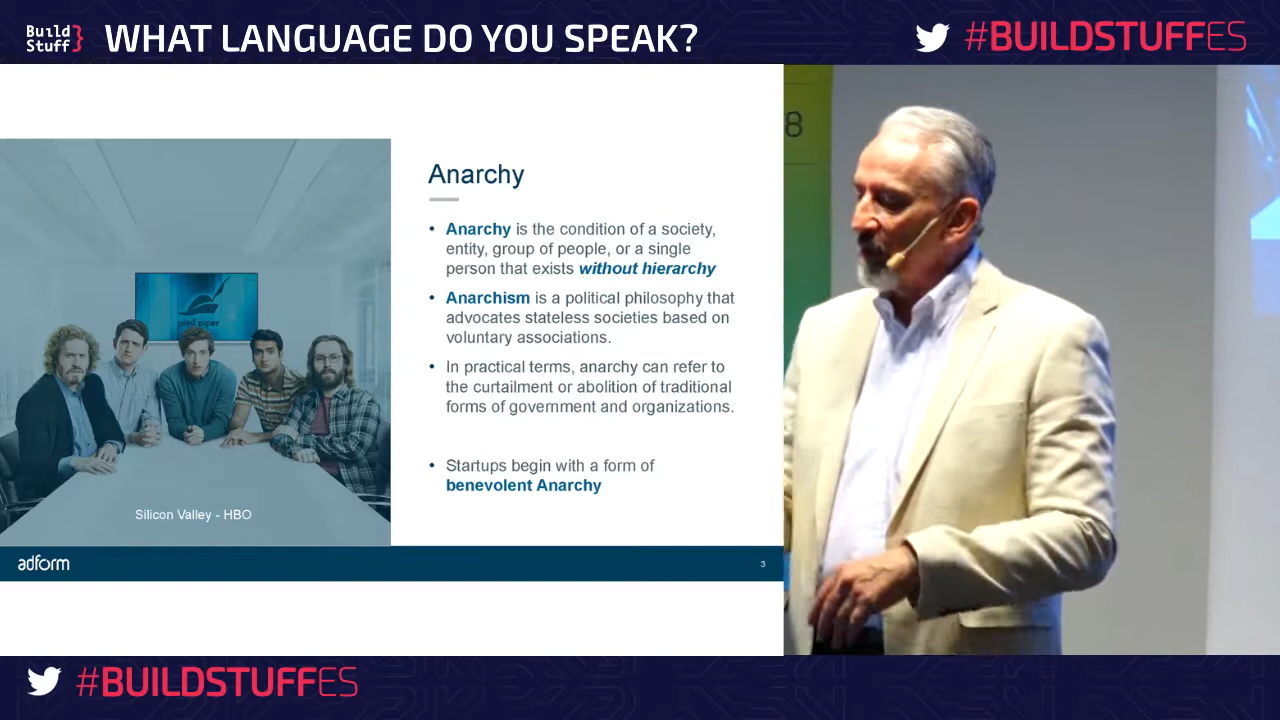 Build
Stuff}
WHAT LANGUAGE DO YOU SPEAK?
#BUILDSTUFFES
8
Anarchy
• Anarchy is the condition of a society,
entity, group of people, or a single
person that exists without hierarchy
• Anarchism is a political philosophy that
advocates stateless societies based on
voluntary associations.
• In practical terms, anarchy can refer to
the curtailment or abolition of traditional
forms of government and organizations.
• Startups begin with a form of
benevolent Anarchy
pied piper
Silicon Valley - HBO
adform
3
#BUILDSTUFFES